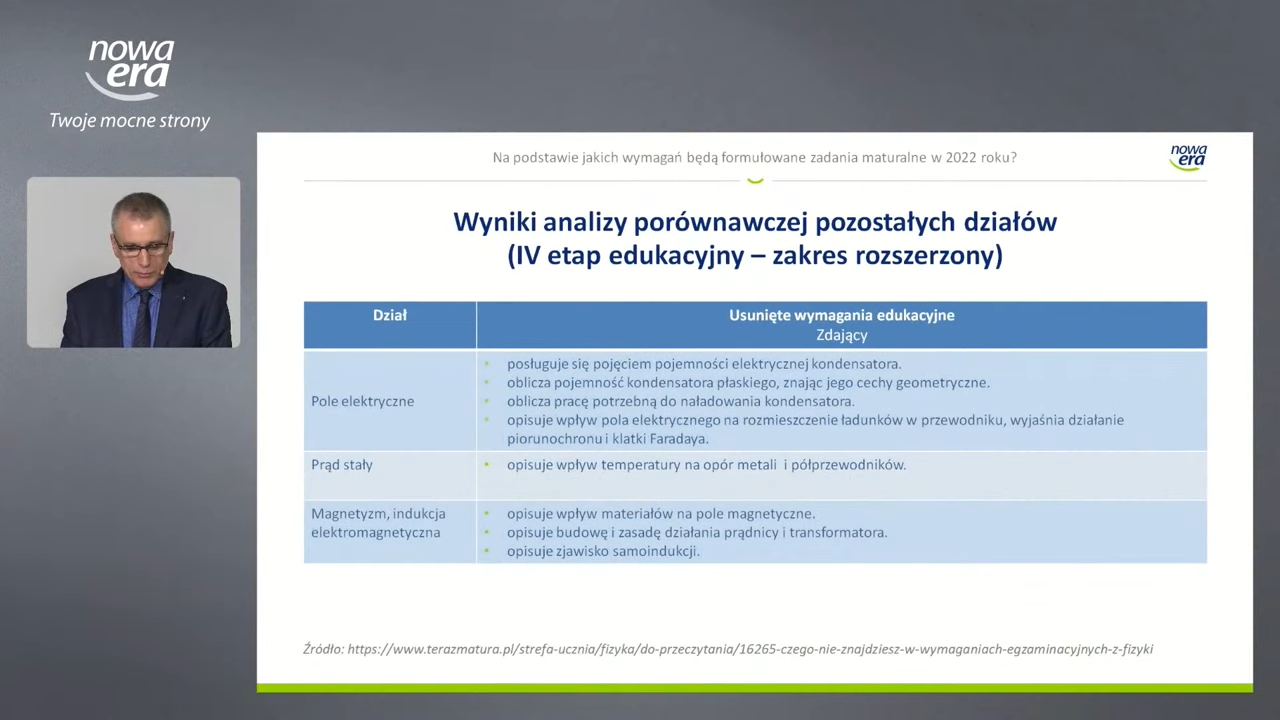 nowa
era
Twoje mocne strony
Na podstawie jakich wymagań będą formułowane zadania maturalne w 2022 roku?
nowa
era
Wyniki analizy porównawczej pozostałych działów
(IV etap edukacyjny – zakres rozszerzony)
Dział
Usunięte wymagania edukacyjne
Zdający
Pole elektryczne
• posługuje się pojęciem pojemności elektrycznej kondensatora.
• oblicza pojemność kondensatora płaskiego, znając jego cechy geometryczne.
• oblicza pracę potrzebną do naładowania kondensatora.
• opisuje wpływ pola elektrycznego na rozmieszczenie ładunków w przewodniku, wyjaśnia działanie
piorunochronu i klatki Faradaya.
Prąd stały
• opisuje wpływ temperatury na opór metali i półprzewodników.
Magnetyzm, indukcja
elektromagnetyczna
• opisuje wpływ materiałów na pole magnetyczne.
• opisuje budowę i zasadę działania prądnicy i transformatora.
• opisuje zjawisko samoindukcji.
Źródło: https://www.terazmatura.pl/strefa-ucznia/fizyka/do-przeczytania/16265-czego-nie-znajdziesz-w-wymaganiach-egzaminacyjnych-z-fizyki